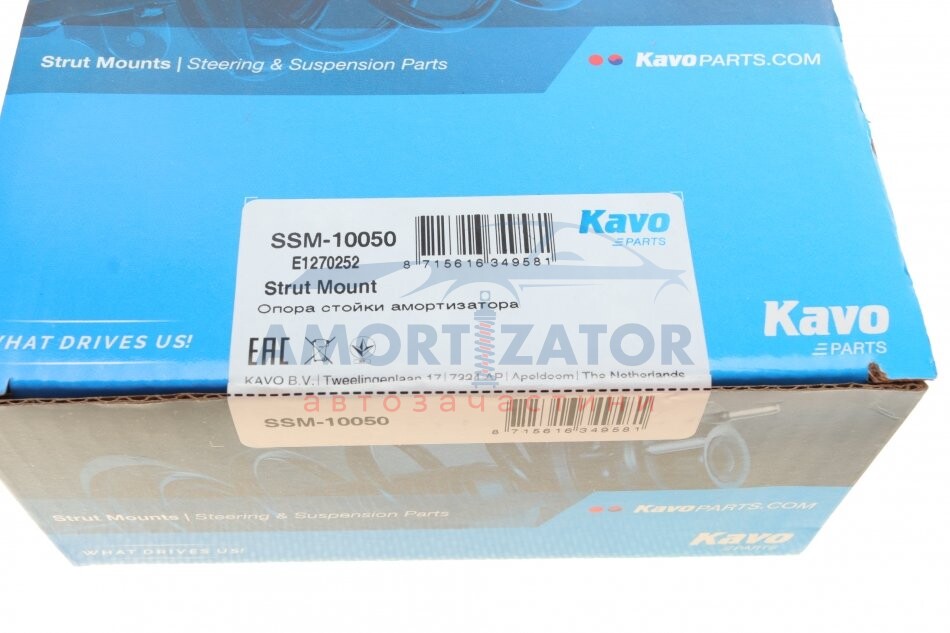 Strut Mounts | Steering & Suspension Parts
KavoPARTS.COM
SSM-10050
E1270252
8 715616 349581
Kavo
PARTS
Strut Mount
Опора стойки амортизатора
Kavo
PARTS
WHAT DRIVES US!
EAC
AMORTIZATOR
KAVO B.V. | Tweelingenlaan 17 | 7324 AP | Apeldoorn | The Netherlands
автозапчастини
SSM-10050
8 715616 349581
Strut Mounts | Steering & Suspension Parts
KavoPARTS.COM
WHAT DRIVES US!
Kavo
PARTS